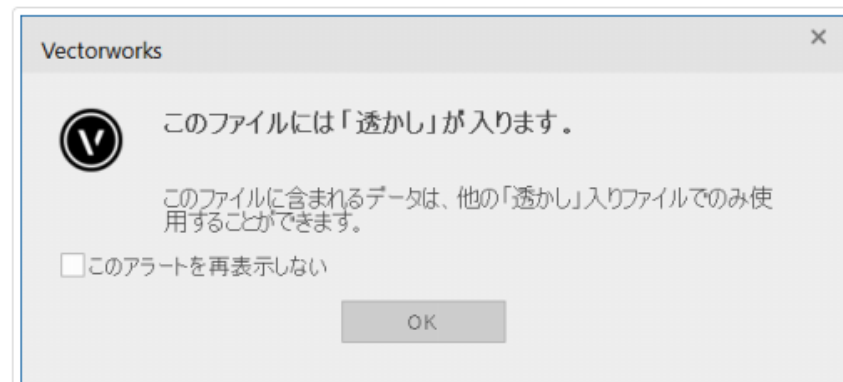 Vectorworks
このファイルには「透かし」が入ります。
このファイルに含まれるデータは、他の「透かし」入りファイルでのみ使
用することができます。
このアラートを再表示しない
OK